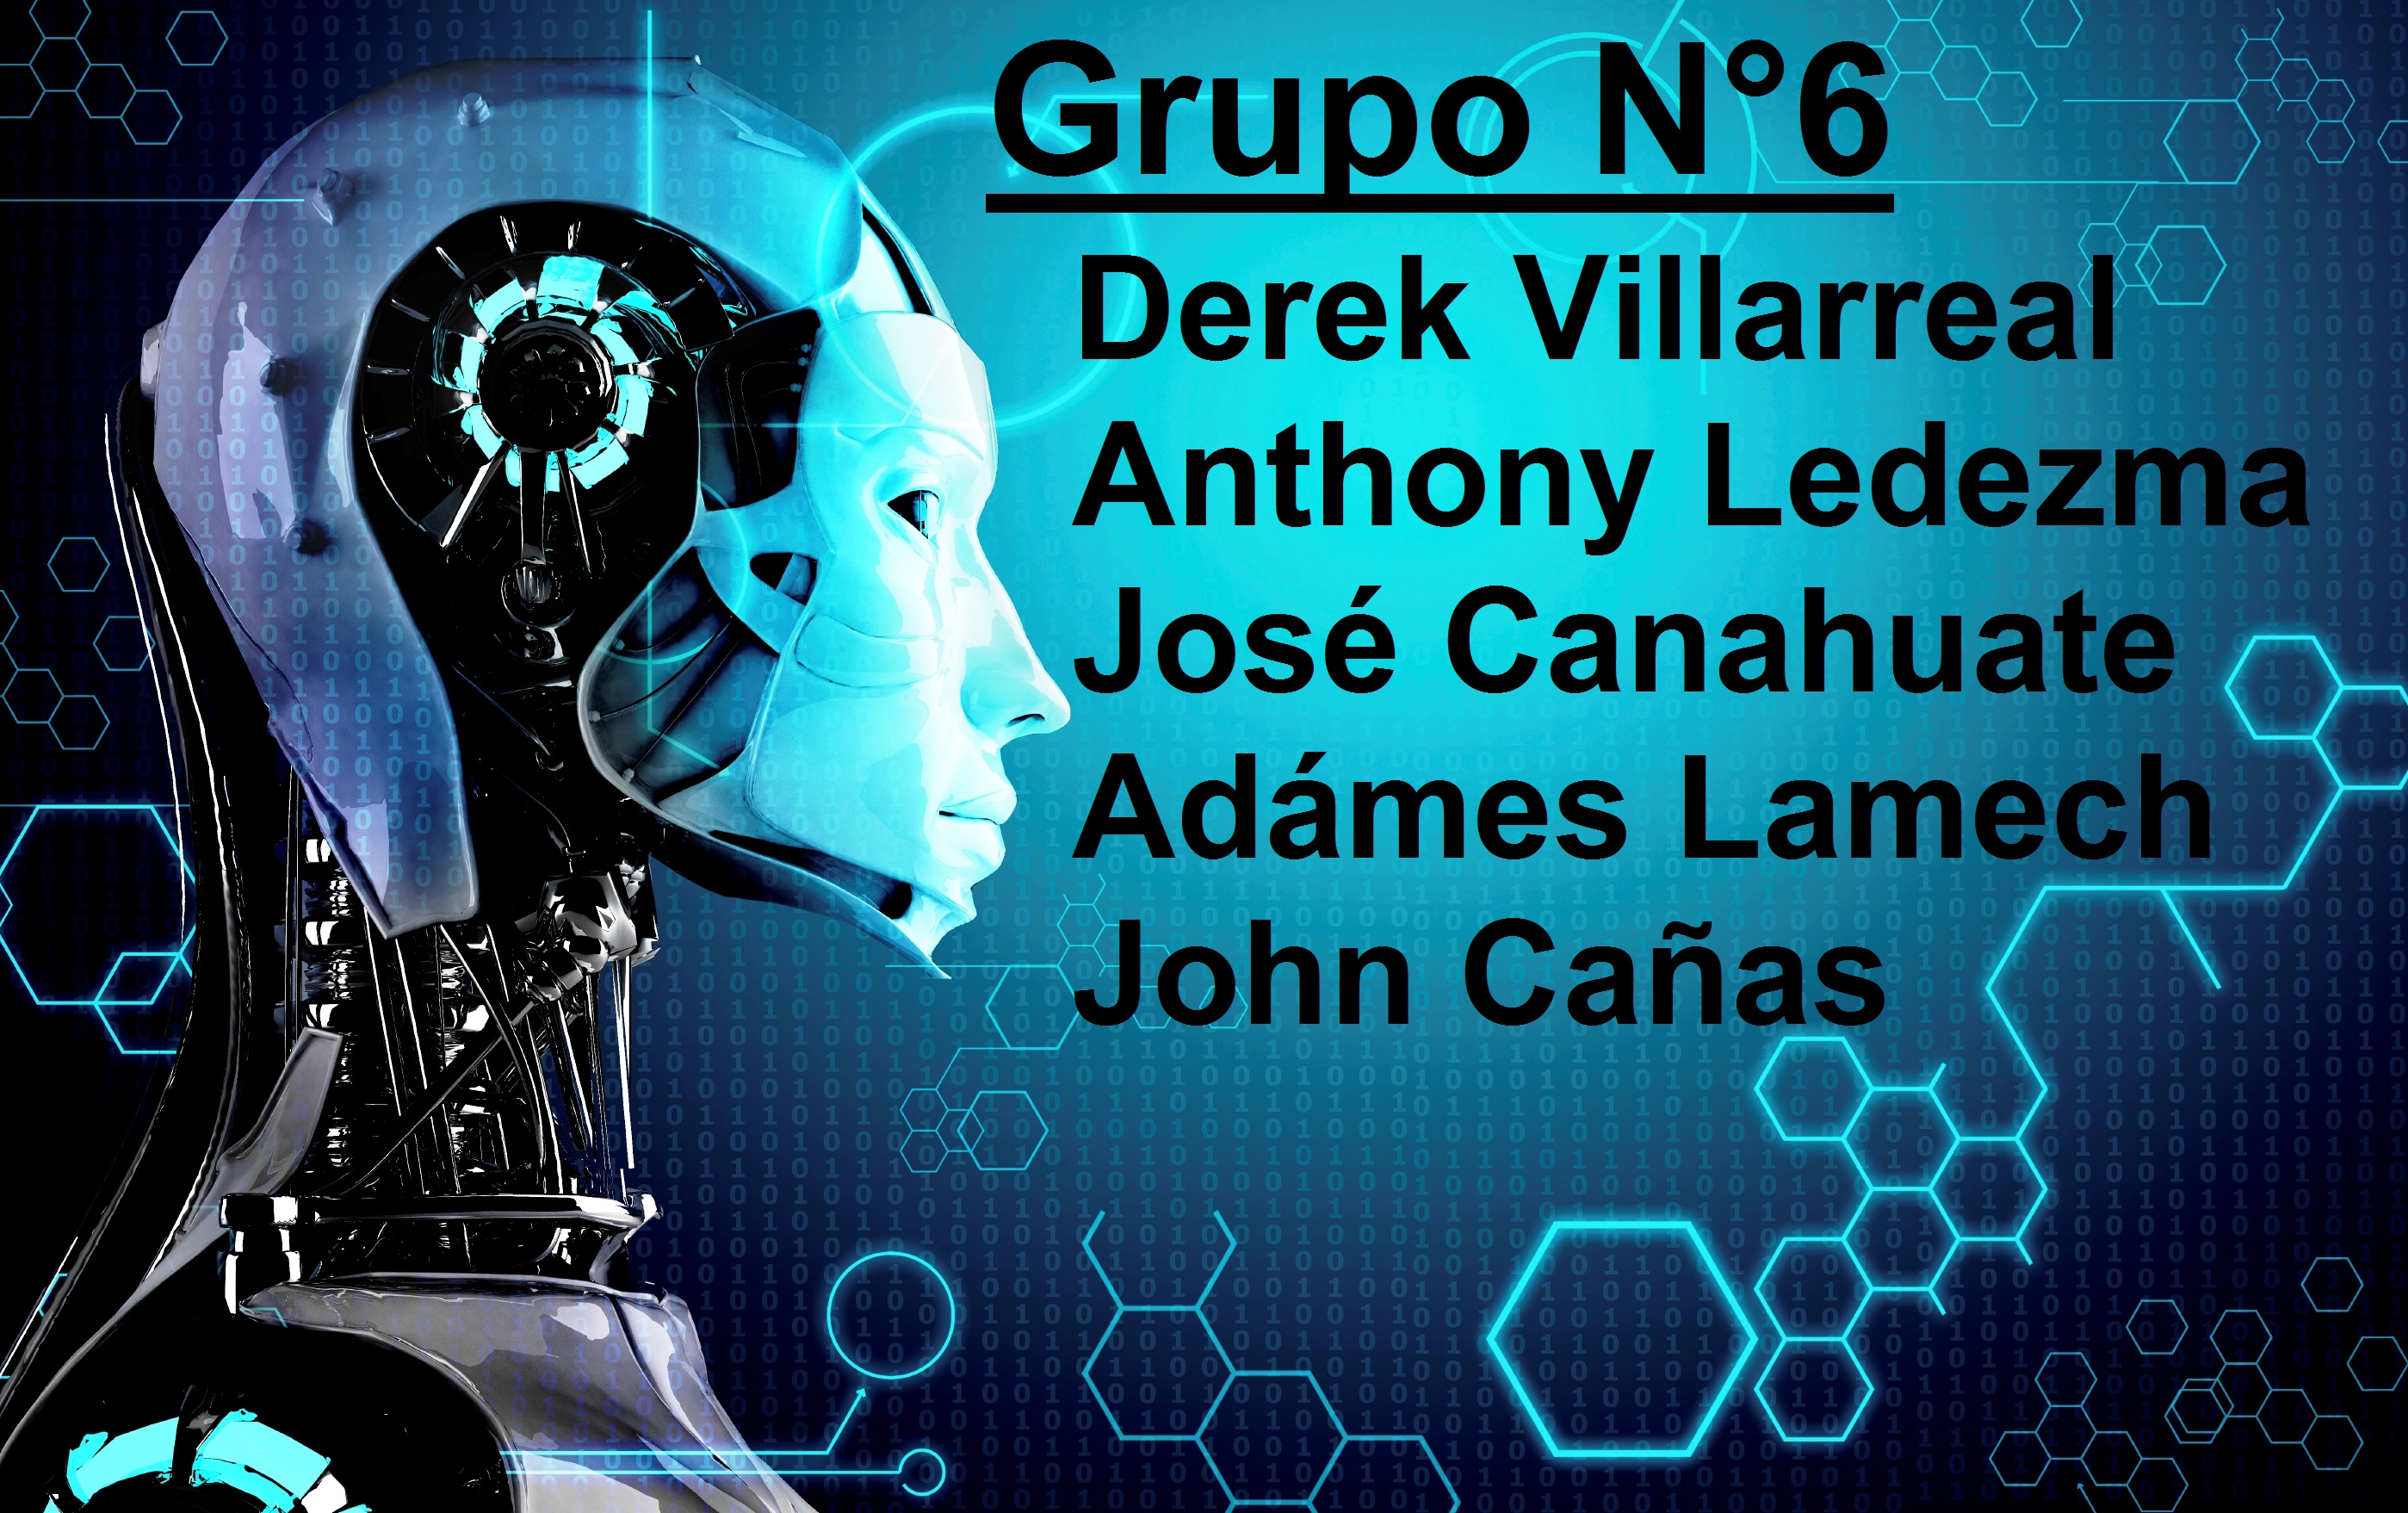 Grupo N°6
Derek Villarreal
Anthony Ledezma
José Canahuate
Adámes Lamech
John Cañas